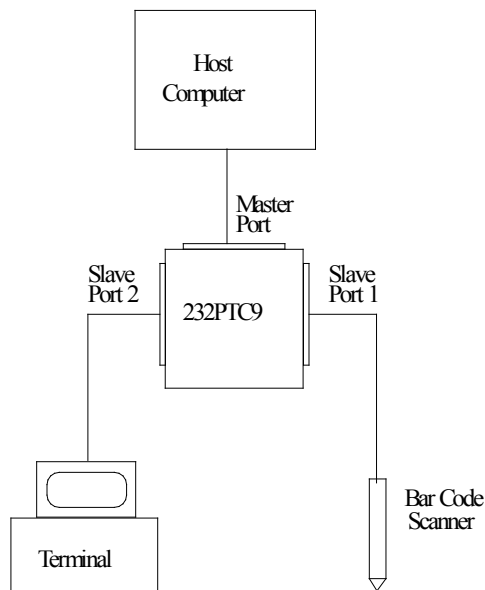 Host
Computer
Master
Port
Slave
Port 2
232PTC9
Slave
Port 1
Bar Code
Scanner
Terminal